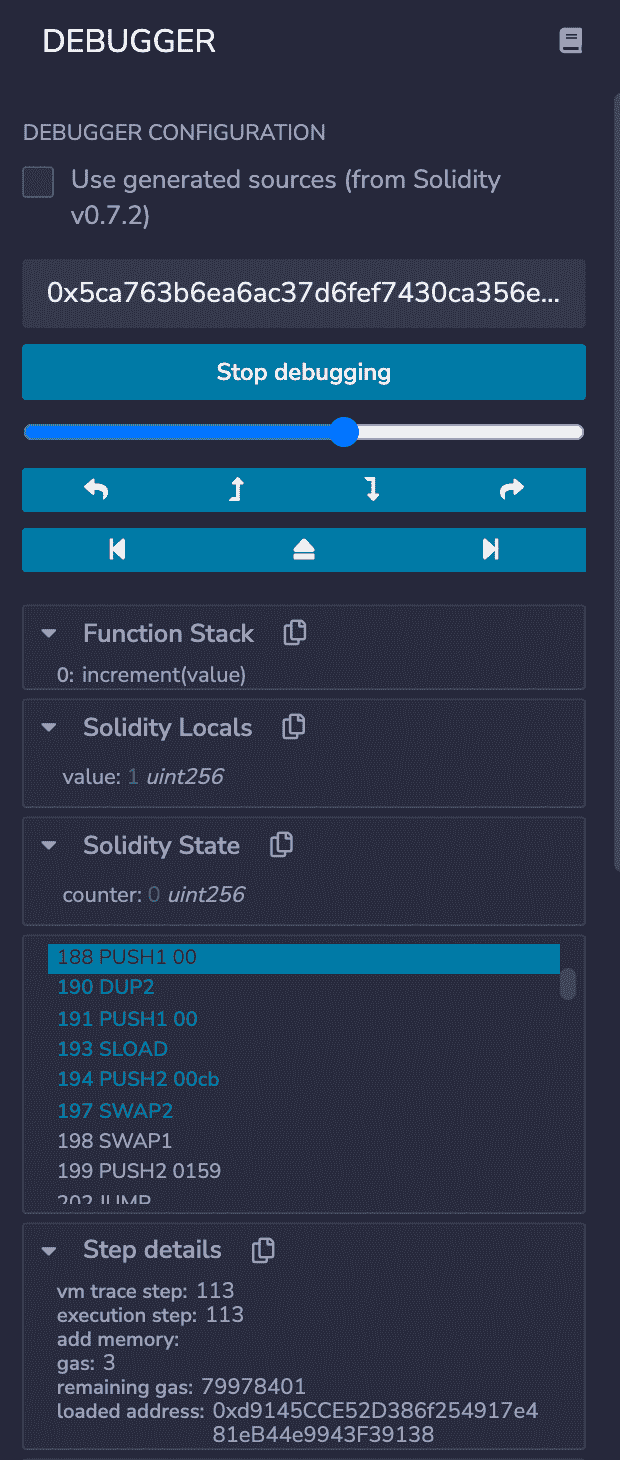 DEBUGGER
DEBUGGER CONFIGURATION
Use generated sources (from Solidity
v0.7.2)
0x5ca763b6ea6ac37d6fef7430ca356e...
Stop debugging
Function Stack
0: increment(value)
Solidity Locals
value: 1 uint256
Solidity State
counter: 0 uint256
188 PUSH1 00
190 DUP2
191 PUSH1 00
193 SLOAD
194 PUSH2 00cb
197 SWAP2
198 SWAP1
199 PUSH2 0159
202 JUMP
Step details
vm trace step: 113
execution step: 113
add memory:
gas: 3
remaining gas: 79978401
loaded address: 0xd9145CCE52D386f254917e4
81eB44e9943F39138